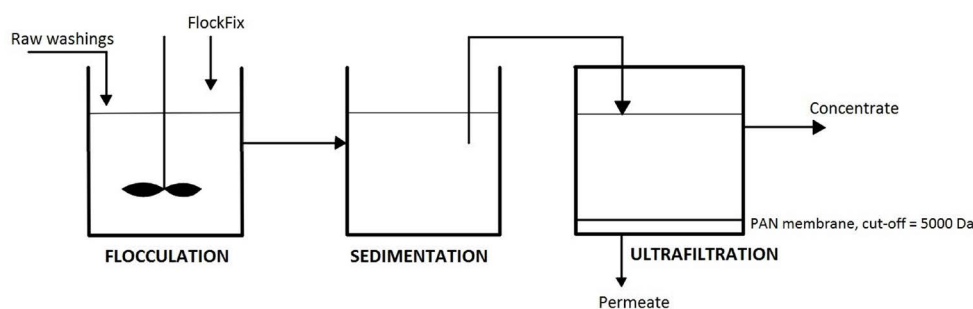 FlockFix
Raw washings
Concentrate
PAN membrane, cut-off = 5000 Da
FLOCCULATION
SEDIMENTATION
ULTRAFILTRATION
Permeate